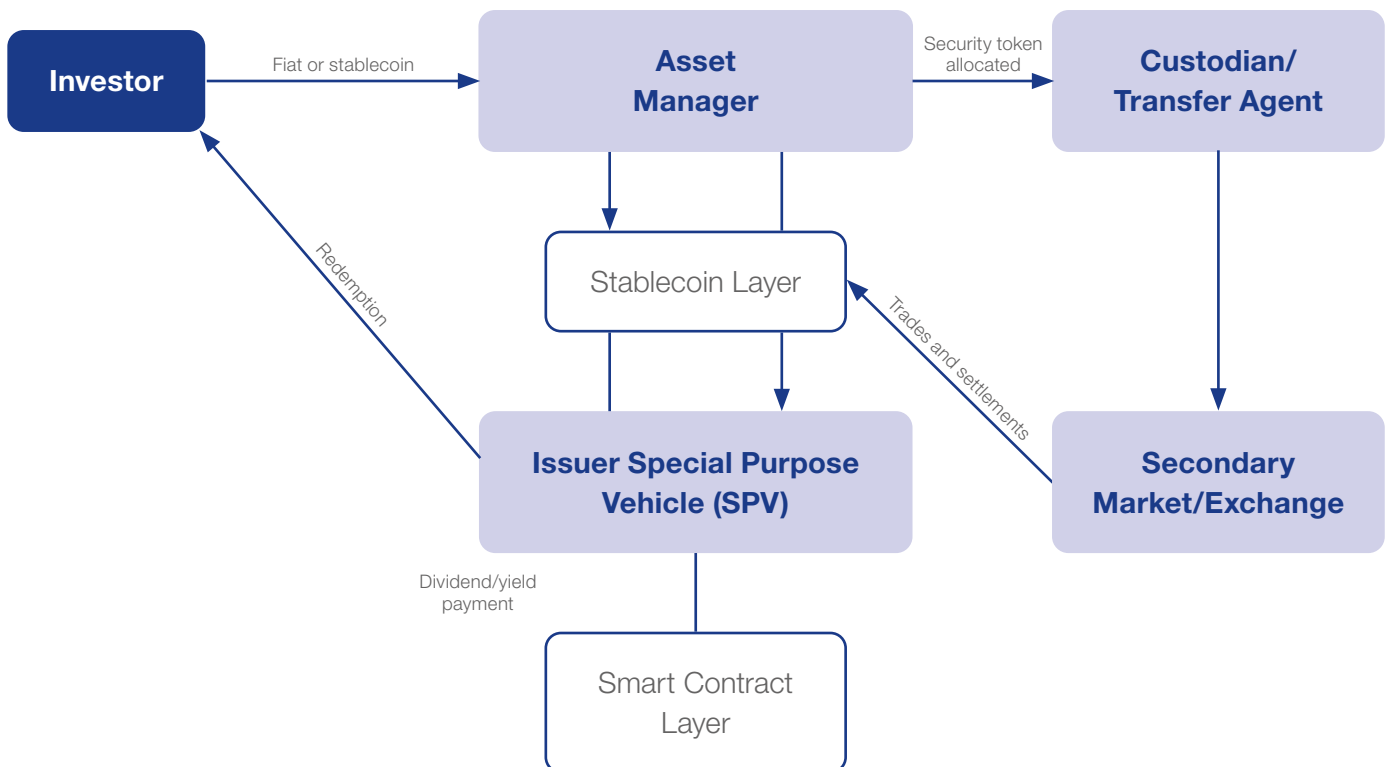 Investor
Fiat or stablecoin
Asset
Manager
Security token
allocated
Custodian/
Transfer Agent
Redemption
Stablecoin Layer
Trades and settlements
Issuer Special Purpose
Vehicle (SPV)
Secondary
Market/Exchange
Dividend/yield
payment
Smart Contract
Layer